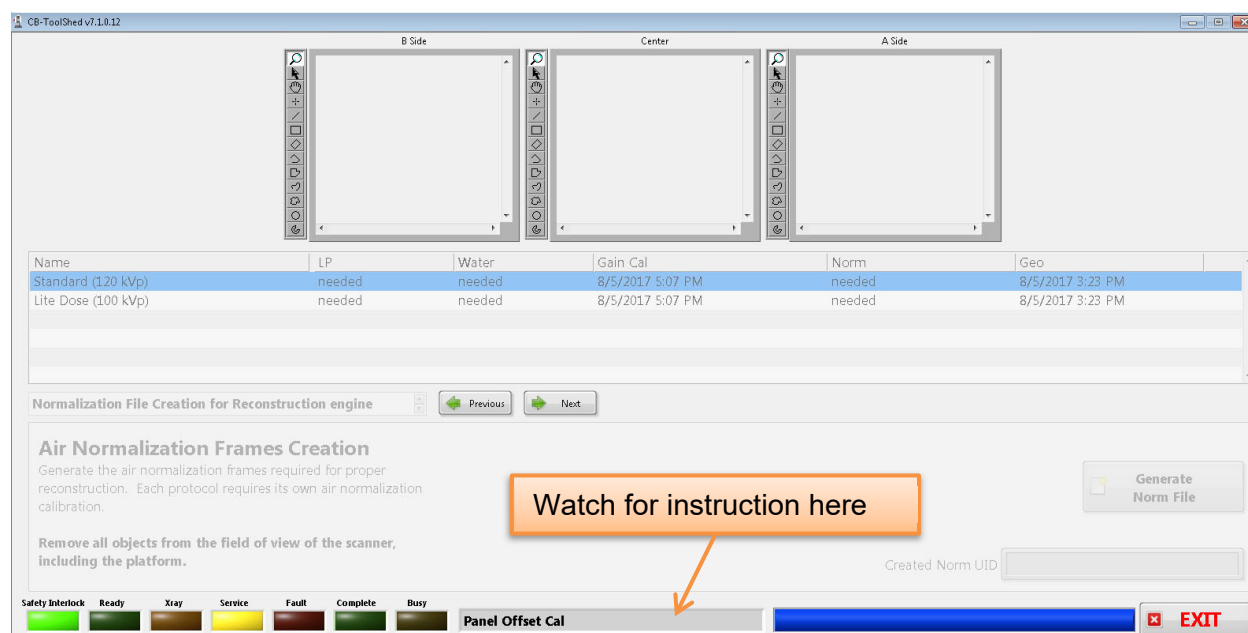 CB-ToolShed v7.1.0.12
B Side Center A Side
Name LP Water Gain Cal Norm Geo
Standard (120 kVp) needed needed 8/5/2017 5:07 PM needed 8/5/2017 3:23 PM
Lite Dose (100 kVp) needed needed 8/5/2017 5:07 PM needed 8/5/2017 3:23 PM
Normalization File Creation for Reconstruction engine Previous Next
Air Normalization Frames Creation
Generate the air normalization frames required for proper
reconstruction. Each protocol requires its own air normalization
calibration.
Remove all objects from the field of view of the scanner,
including the platform.
Watch for instruction here
Generate
Norm File
Created Norm UID
Safety Interlock Ready Xray Service Fault Complete Busy
Panel Offset Cal
EXIT